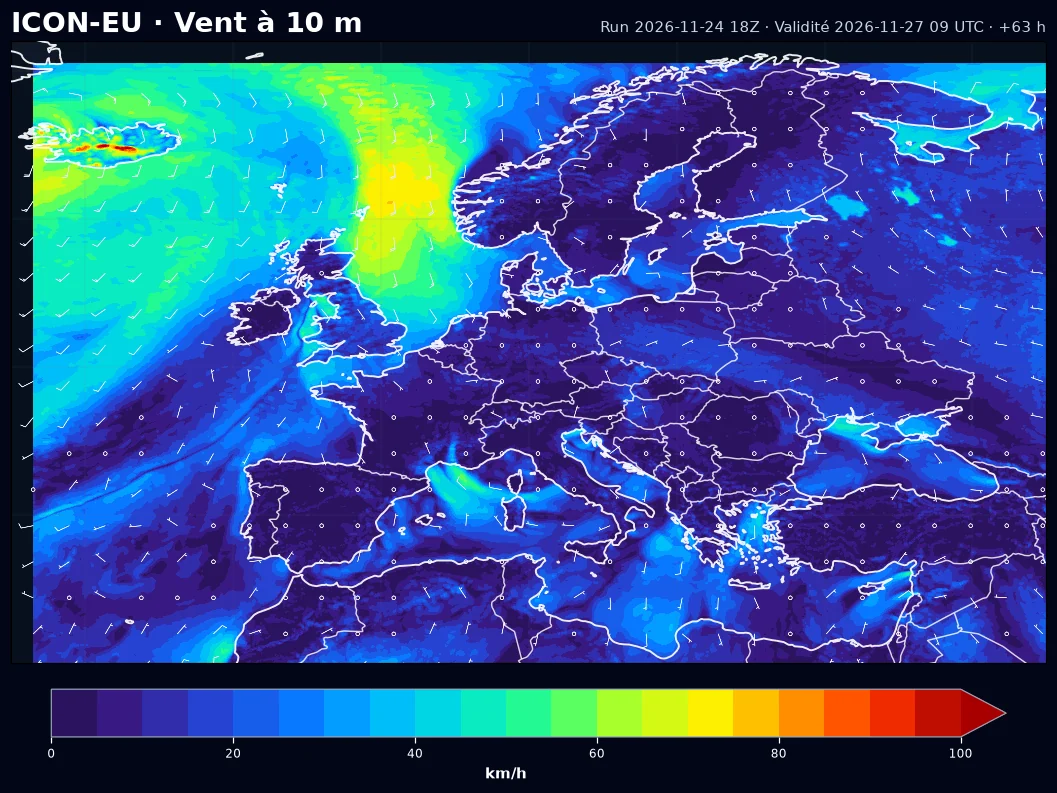 ICON-EU · Vent à 10 m
Run 2026-11-24 18Z · Validité 2026-11-27 09 UTC · +63 h
0 20 40 60 80 100
km/h